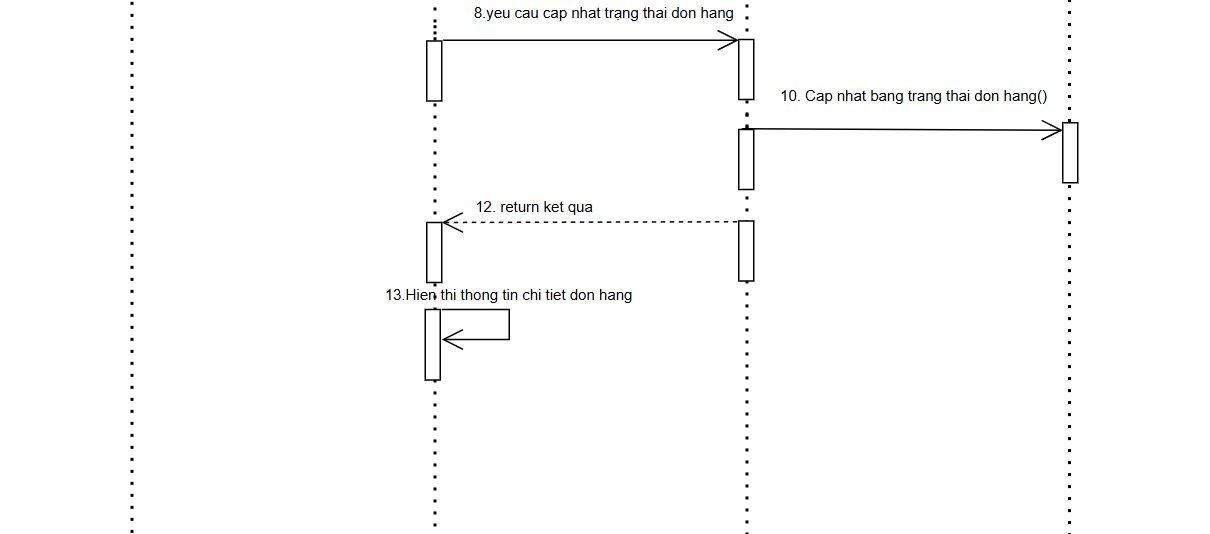 8.yeu cau cap nhat trang thai don hang
10. Cap nhat bang trang thai don hang()
12. return ket qua
13.Hien thi thong tin chi tiet don hang